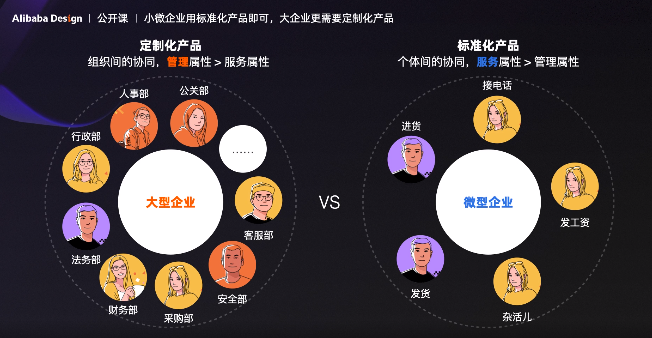 Alibaba Design | 公开课 | 小微企业用标准化产品即可，大企业更需要定制化产品
定制化产品
组织间的协同，管理属性 > 服务属性
人事部
公关部
行政部
......
大型企业
法务部
客服部
财务部
采购部
安全部
VS
标准化产品
个体间的协同，服务属性 > 管理属性
接电话
进货
微型企业
发工资
发货
杂活儿